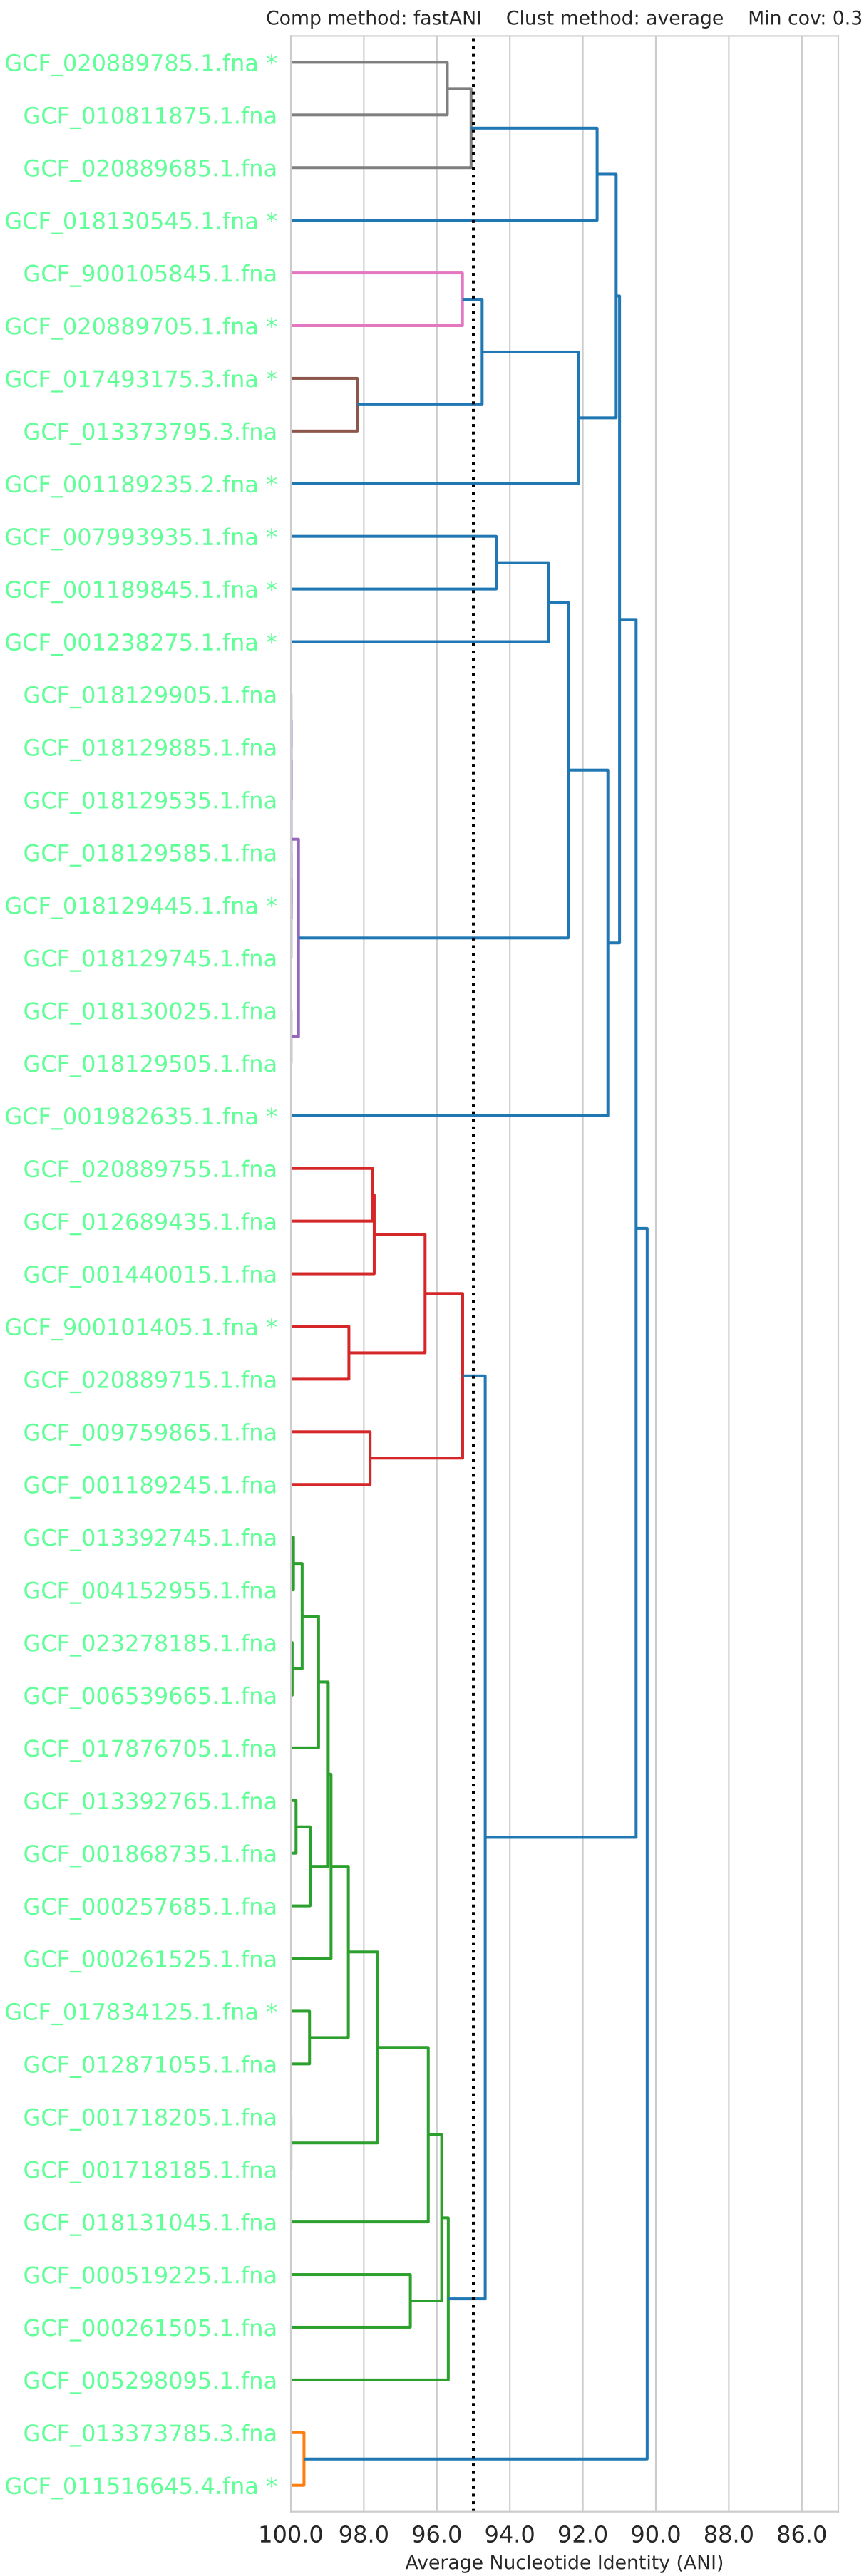 Comp method: fastANI    Clust method: average    Min cov: 0.3
GCF_020889785.1.fna *
GCF_010811875.1.fna
GCF_020889685.1.fna
GCF_018130545.1.fna *
GCF_900105845.1.fna
GCF_020889705.1.fna *
GCF_017493175.3.fna *
GCF_013373795.3.fna
GCF_001189235.2.fna *
GCF_007993935.1.fna *
GCF_001189845.1.fna *
GCF_001238275.1.fna *
GCF_018129905.1.fna
GCF_018129885.1.fna
GCF_018129535.1.fna
GCF_018129585.1.fna
GCF_018129445.1.fna *
GCF_018129745.1.fna
GCF_018130025.1.fna
GCF_018129505.1.fna
GCF_001982635.1.fna *
GCF_020889755.1.fna
GCF_012689435.1.fna
GCF_001440015.1.fna
GCF_900101405.1.fna *
GCF_020889715.1.fna
GCF_009759865.1.fna
GCF_001189245.1.fna
GCF_013392745.1.fna
GCF_004152955.1.fna
GCF_023278185.1.fna
GCF_006539665.1.fna
GCF_017876705.1.fna
GCF_013392765.1.fna
GCF_001868735.1.fna
GCF_000257685.1.fna
GCF_000261525.1.fna
GCF_017834125.1.fna *
GCF_012871055.1.fna
GCF_001718205.1.fna
GCF_001718185.1.fna
GCF_018131045.1.fna
GCF_000519225.1.fna
GCF_000261505.1.fna
GCF_005298095.1.fna
GCF_013373785.3.fna
GCF_011516645.4.fna *
100.0 98.0 96.0 94.0 92.0 90.0 88.0 86.0
Average Nucleotide Identity (ANI)